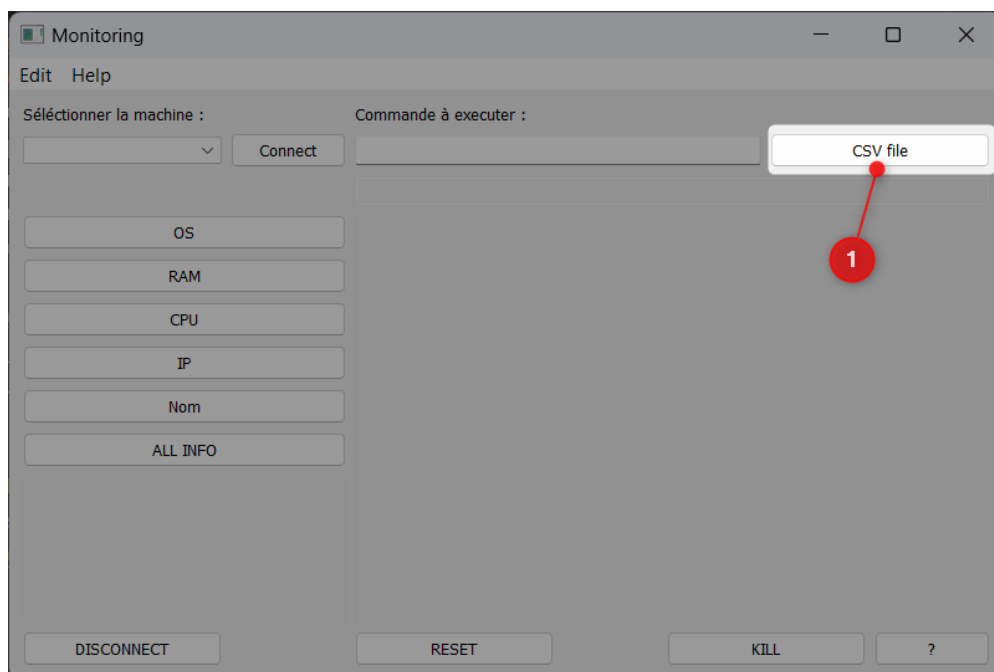 Monitoring
Edit Help
Séléctionner la machine : Commande à executer :
Connect CSV file
OS
1
RAM
CPU
IP
Nom
ALL INFO
DISCONNECT RESET KILL ?